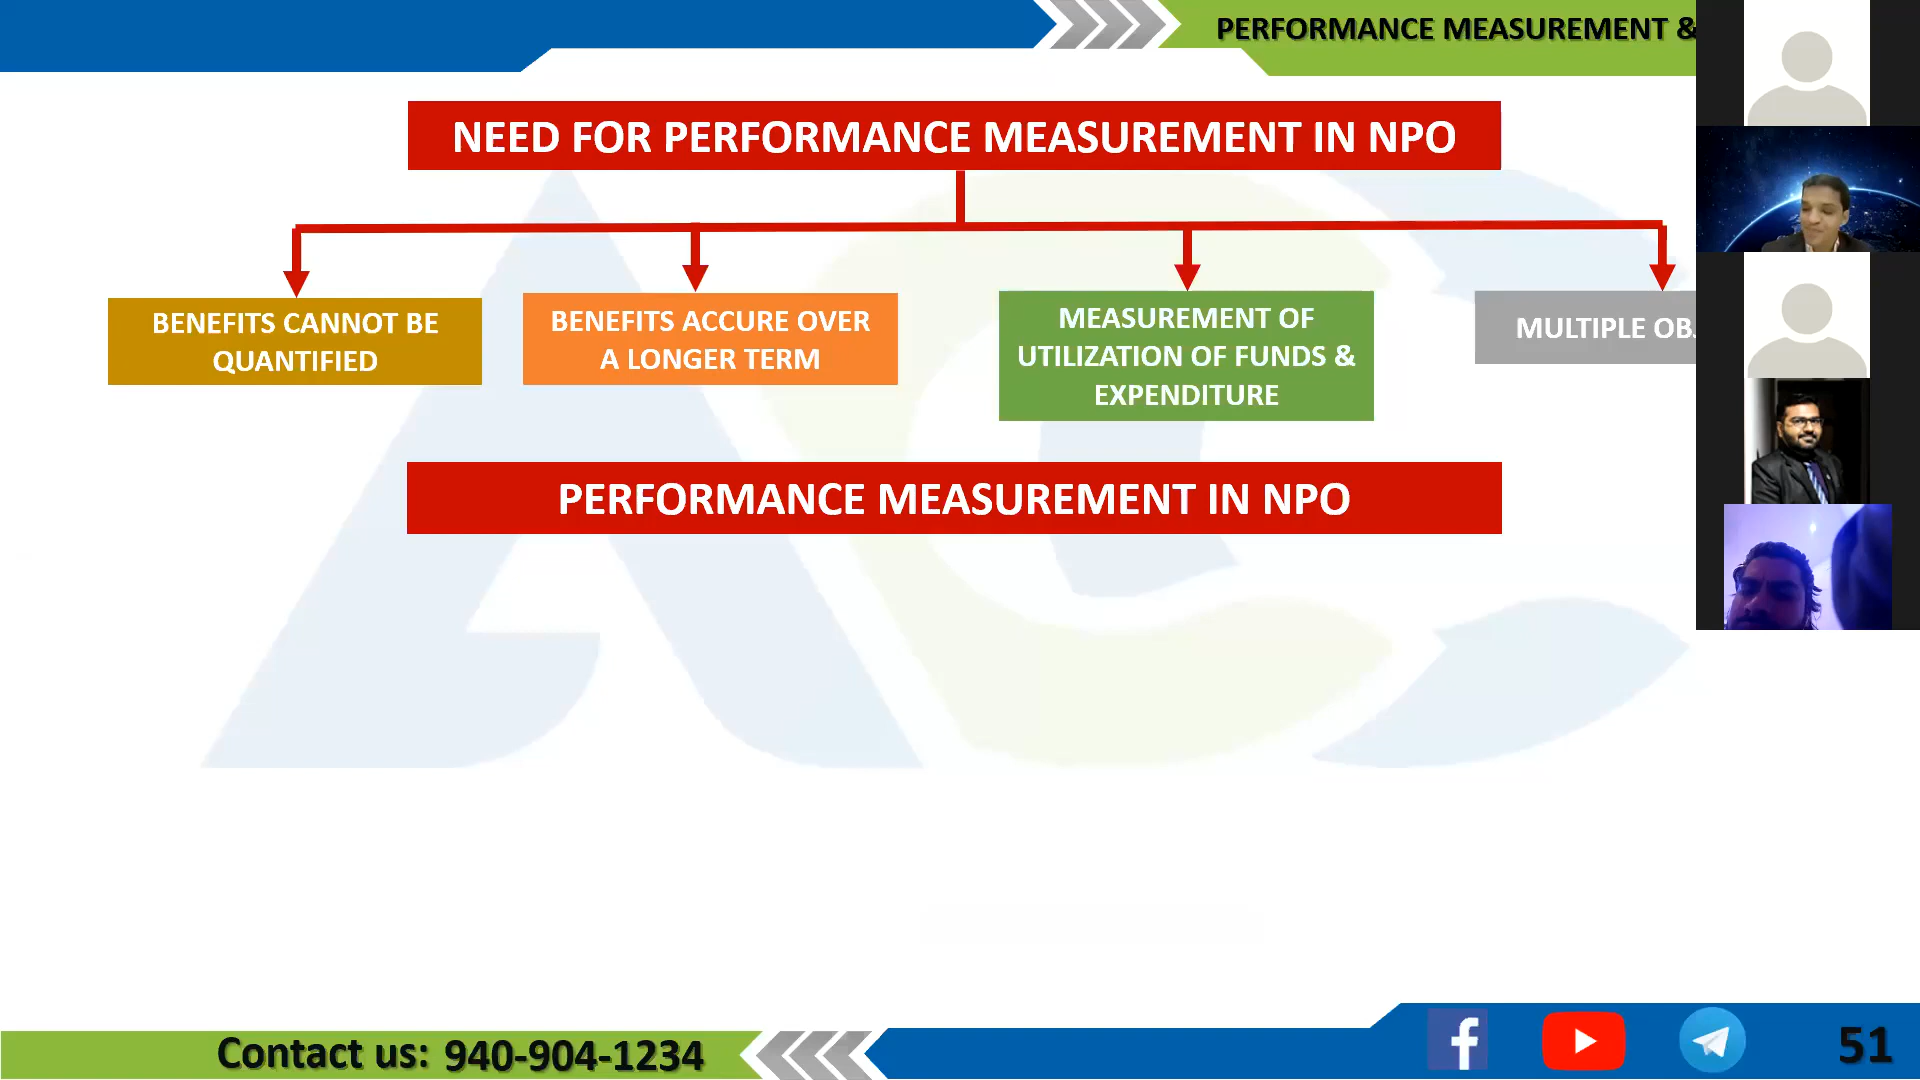 PERFORMANCE MEASUREMENT &
NEED FOR PERFORMANCE MEASUREMENT IN NPO
BENEFITS CANNOT BE
QUANTIFIED
BENEFITS ACCURE OVER
A LONGER TERM
MEASUREMENT OF
UTILIZATION OF FUNDS &
EXPENDITURE
MULTIPLE
PERFORMANCE MEASUREMENT IN NPO
Contact us: 940-904-1234
51